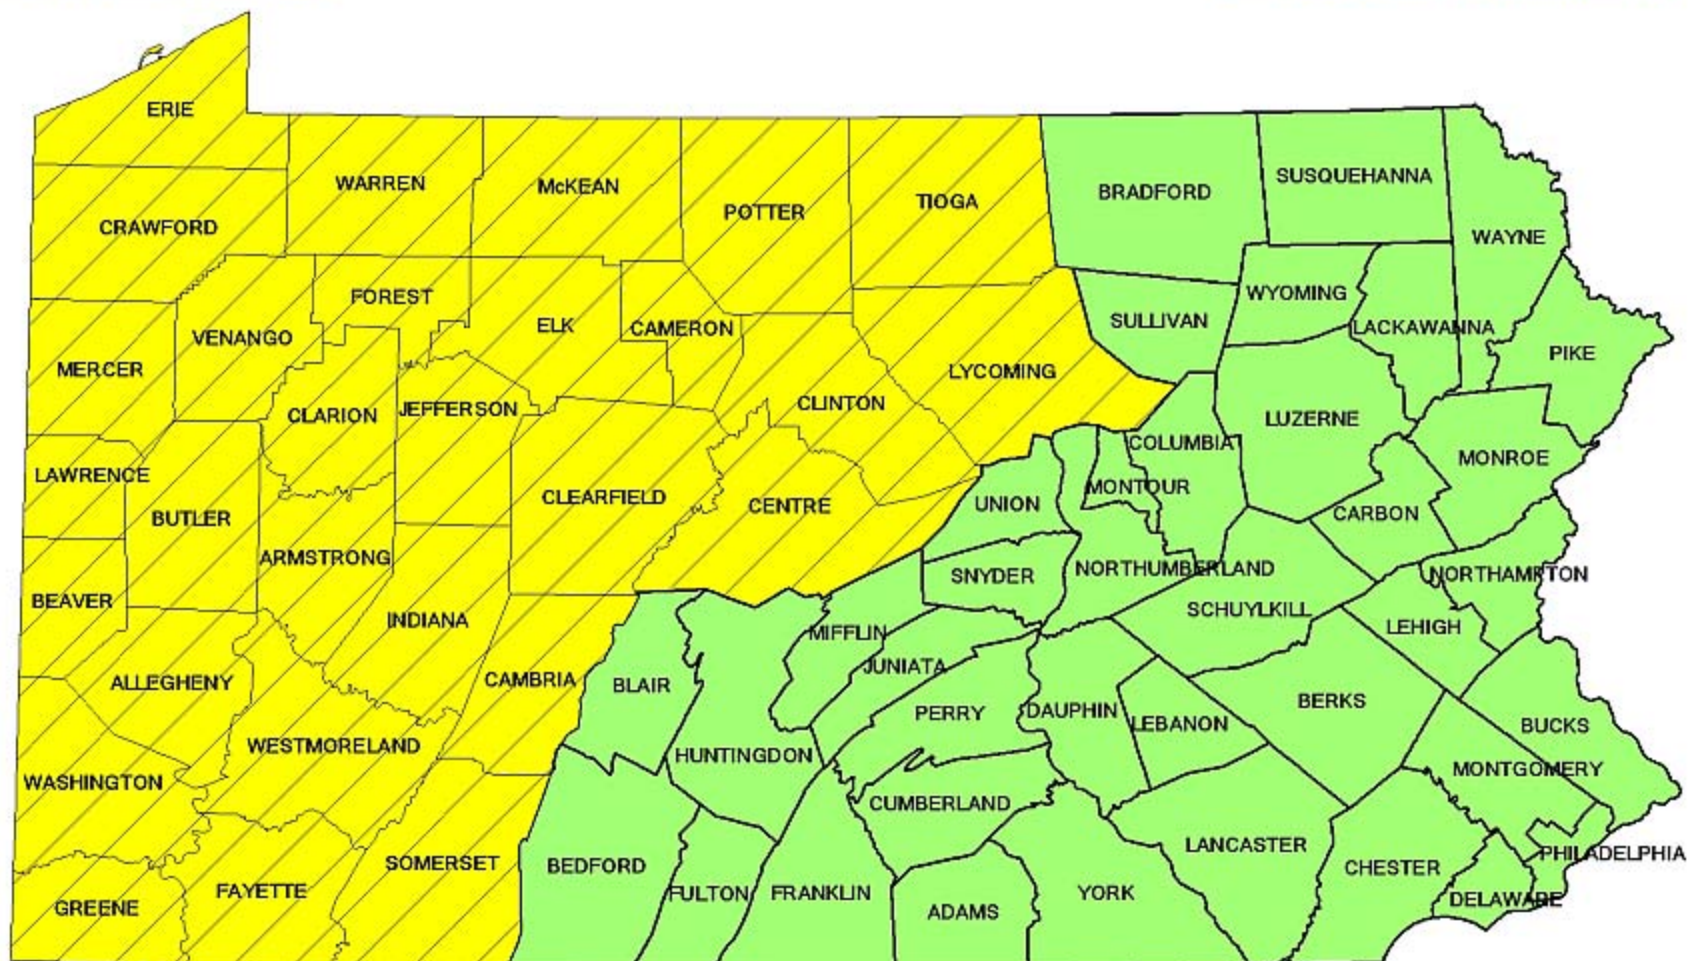 ERIE
WARREN
McKEAN
POTTER
TIOGA
BRADFORD
SUSQUEHANNA
WAYNE
CRAWFORD
FOREST
VENANGO
ELK
CAMERON
SULLIVAN
WYOMING
LACKAWANNA
PIKE
MERCER
CLARION
JEFFERSON
CLINTON
LYCOMING
LUZERNE
COLUMBIA
MONROE
LAWRENCE
BUTLER
CLEARFIELD
CENTRE
UNION
MONTOUR
CARBON
ARMSTRONG
BEAVER
SNYDER
NORTHUMBERLAND
NORTHAMPTON
INDIANA
MIFFLIN
SCHUYLKILL
LEHIGH
ALLEGHENY
CAMBRIA
BLAIR
JUNIATA
PERRY
DAUPHIN
LEBANON
BERKS
BUCKS
WESTMORELAND
HUNTINGDON
WASHINGTON
CUMBERLAND
MONTGOMERY
SOMERSET
BEDFORD
LANCASTER
CHESTER
PHILADELPHIA
GREENE
FAYETTE
FULTON
FRANKLIN
ADAMS
YORK
DELAWARE